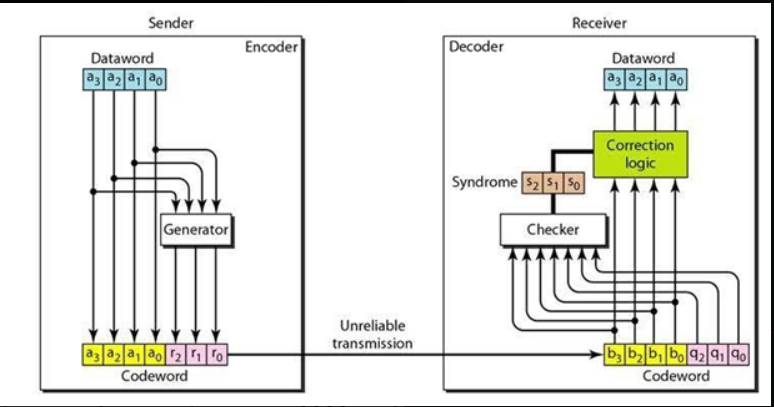 Sender
Receiver
Encoder
Decoder
Dataword
a3 a2 a1 a0
Generator
a3 a2 a1 a0 r2 r1 r0
Codeword
Unreliable
transmission
Dataword
a3 a2 a1 a0
Correction
logic
Syndrome s2 s1 s0
Checker
b3 b2 b1 b0 q2 q1 q0
Codeword